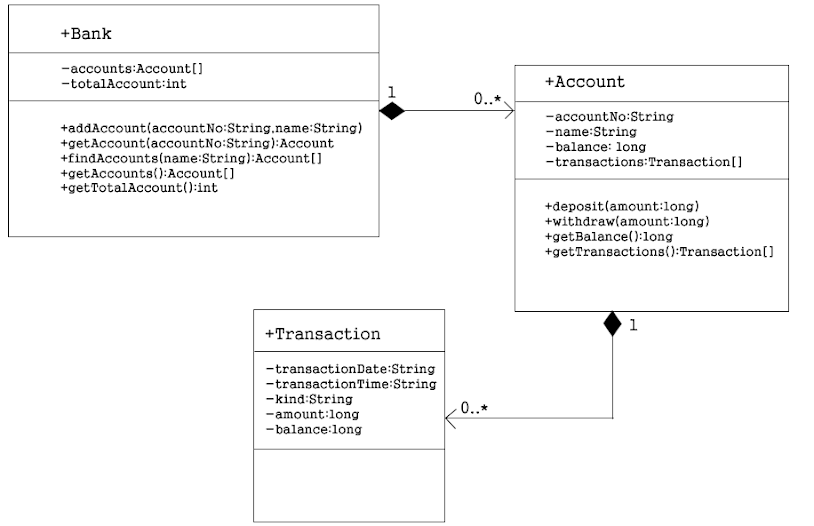 +Bank
-accounts:Account[]
-totalAccount:int
+addAccount(accountNo:String,name:String)
+getAccount(accountNo:String):Account
+findAccounts(name:String):Account[]
+getAccounts():Account[]
+getTotalAccount():int
1
0..*
+Account
-accountNo:String
-name:String
-balance: long
-transactions:Transaction[]
+deposit(amount:long)
+withdraw(amount:long)
+getBalance():long
+getTransactions():Transaction[]
1
0..*
+Transaction
-transactionDate:String
-transactionTime:String
-kind:String
-amount:long
-balance:long